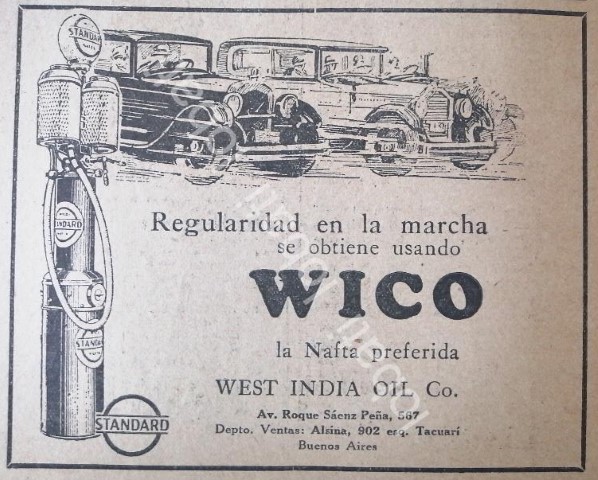 STANDARD
STANDARD
STANDARD
STANDARD
Regularidad en la marcha
se obtiene usando
WICO
la Nafta preferida
WEST INDIA OIL Co.
Av. Roque Sáenz Peña, 567
Depto. Ventas: Alsina, 902 esq. Tacuarí
Buenos Aires